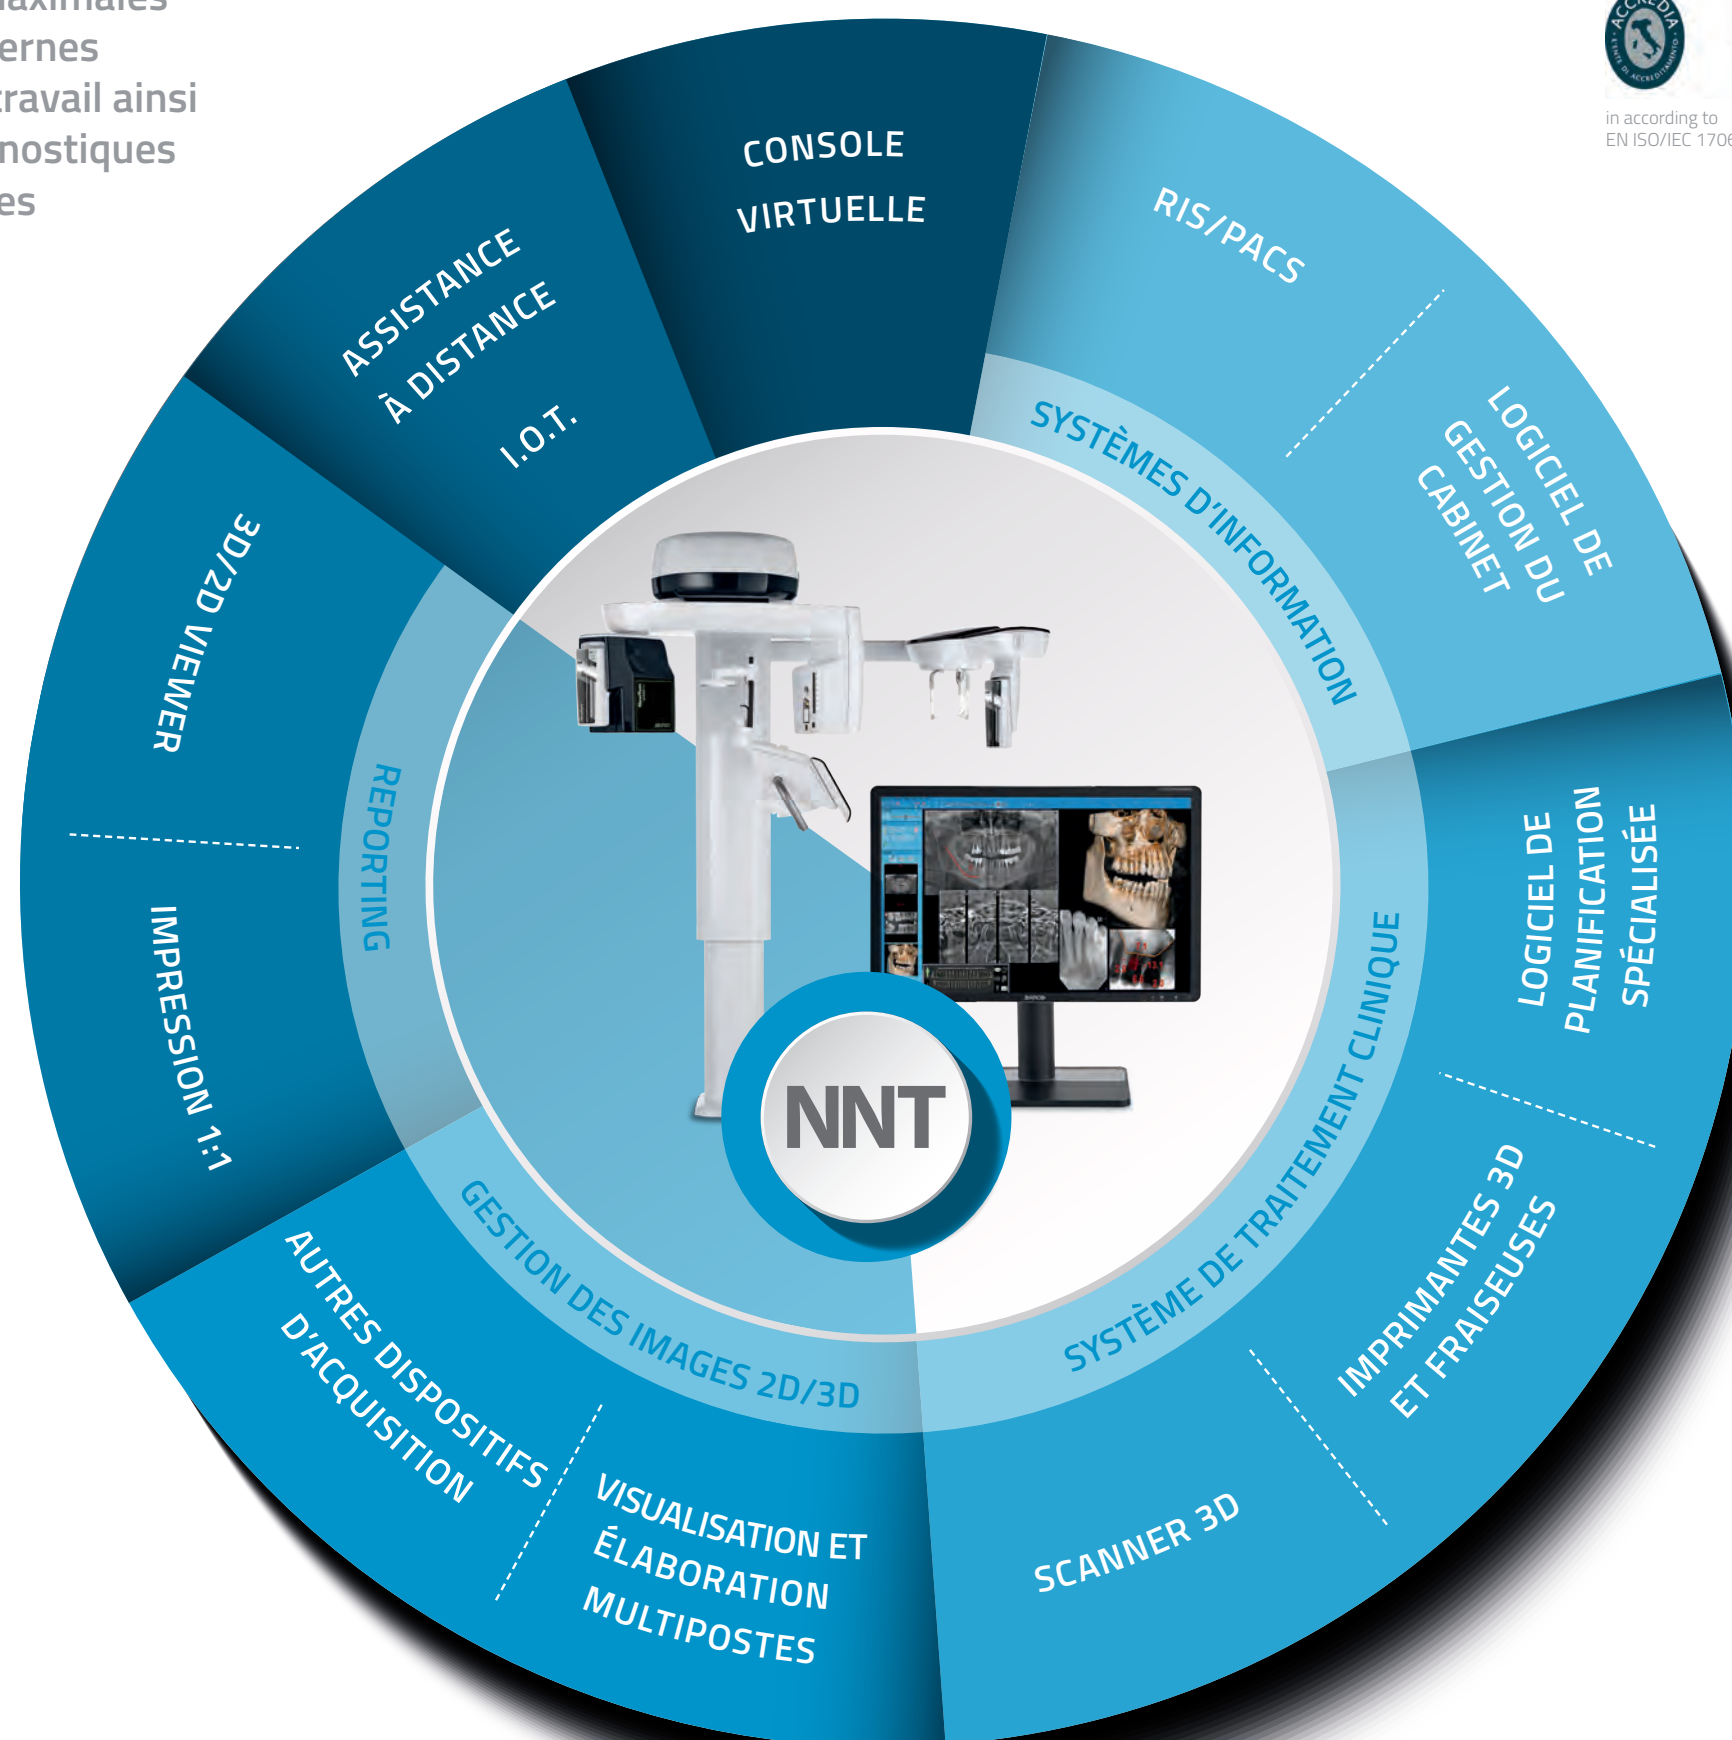 ernes
travail ainsi
nostiques
es
ACCREDIA
L'ENTE DI ACCREDITAMENTO
in according to
EN ISO/IEC 1706
CONSOLE
VIRTUELLE
RIS/PACS
LOGICIEL DE
GESTION DU
CABINET
SYSTÈMES D'INFORMATION
LOGICIEL DE
PLANIFICATION
SPÉCIALISÉE
IMPRIMANTES 3D
ET FRAISEUSES
SCANNER 3D
SYSTÈME DE TRAITEMENT CLINIQUE
VISUALISATION ET
ÉLABORATION
MULTIPOSTES
AUTRES DISPOSITIFS
D'ACQUISITION
GESTION DES IMAGES 2D/3D
IMPRESSION 1:1
3D/2D VIEWER
REPORTING
ASSISTANCE
À DISTANCE
I.O.T.
NNT